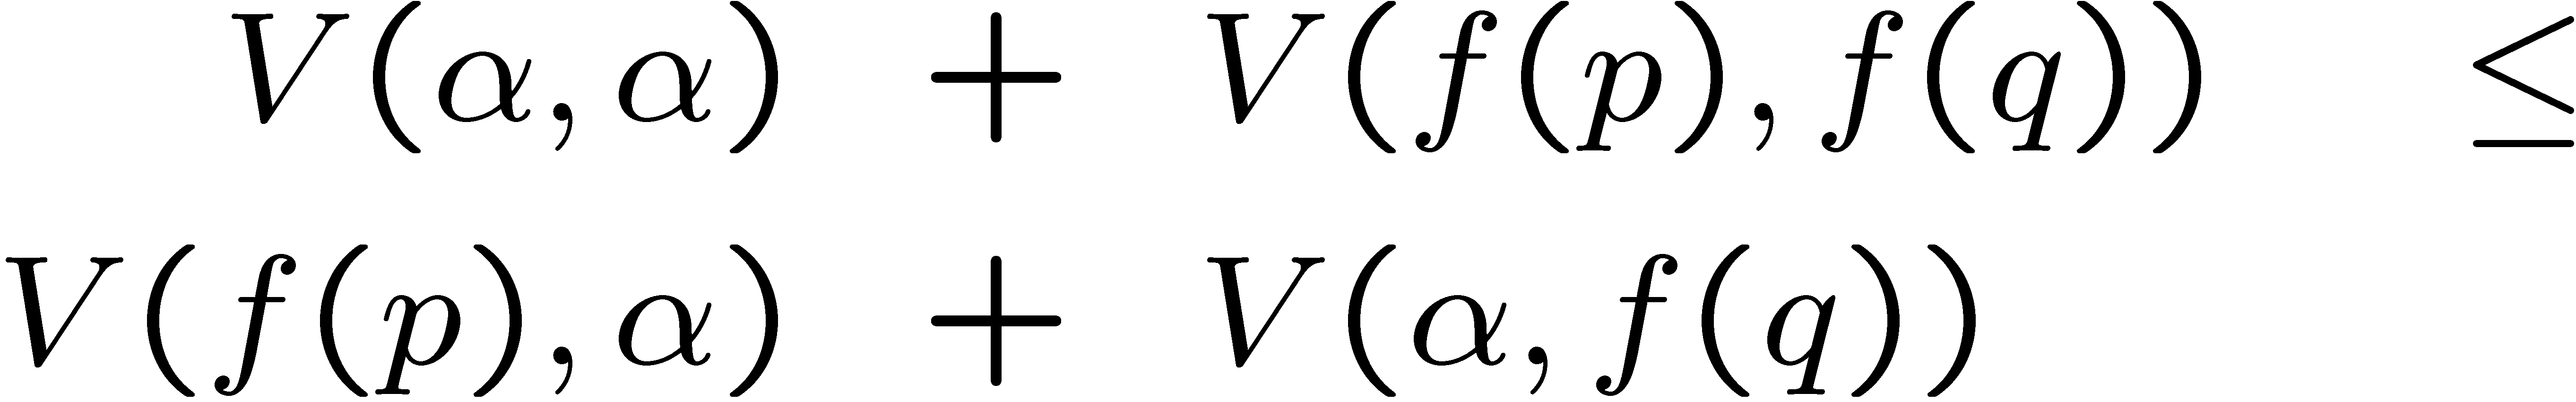 V(α, α) + V(f(p), f(q)) ≤
V(f(p), α) + V(α, f(q))